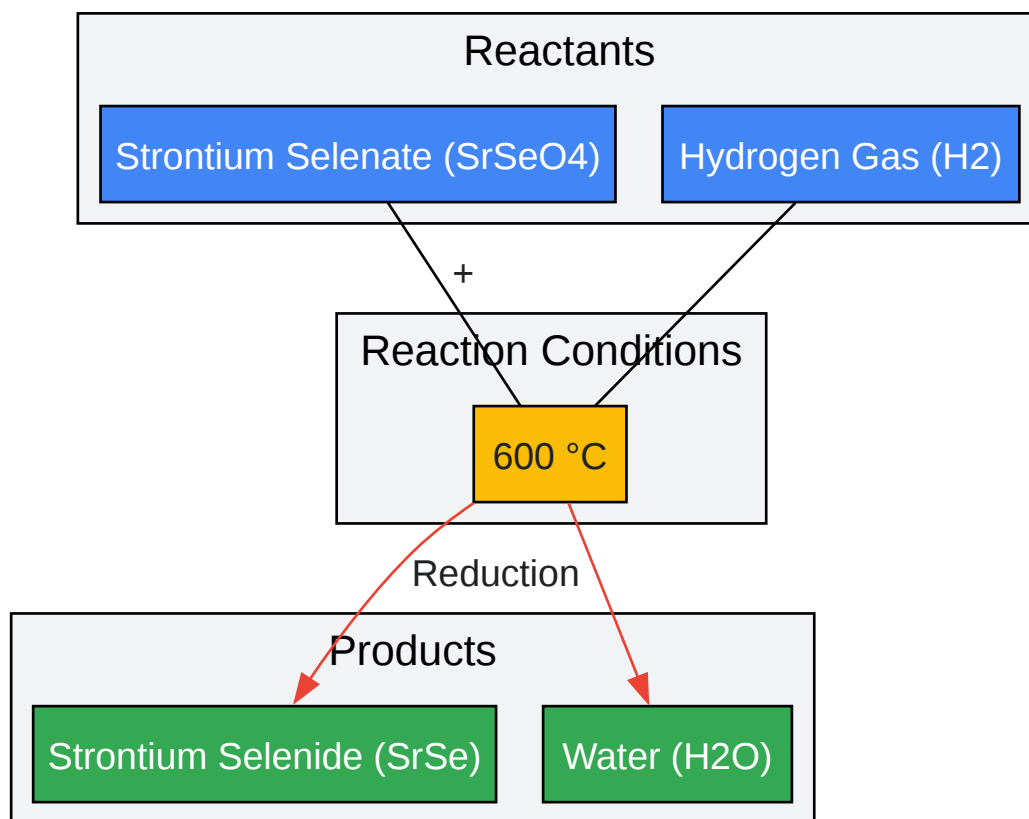 Reactants
Strontium Selenate (SrSeO4)
Hydrogen Gas (H2)
+
Reaction Conditions
600 °C
Reduction
Products
Strontium Selenide (SrSe)
Water (H2O)